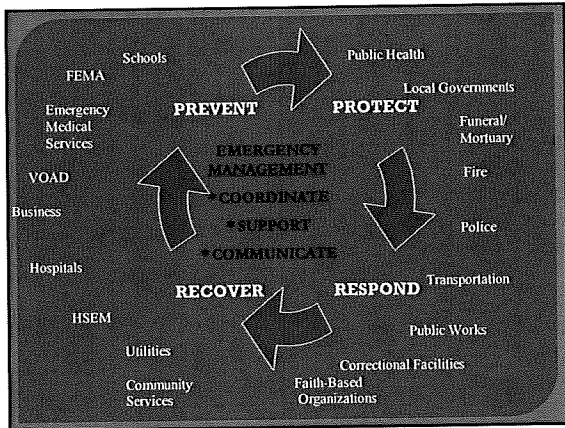 Schools
Public Health
FEMA
Local Governments
Emergency
Medical
Services
PREVENT
PROTECT
Funeral/
Mortuary
EMERGENCY
MANAGEMENT
*COORDINATE
*SUPPORT
*COMMUNICATE
Fire
VOAD
Business
Police
Hospitals
RECOVER
RESPOND
Transportation
HSEM
Public Works
Utilities
Correctional Facilities
Community
Services
Faith-Based
Organizations